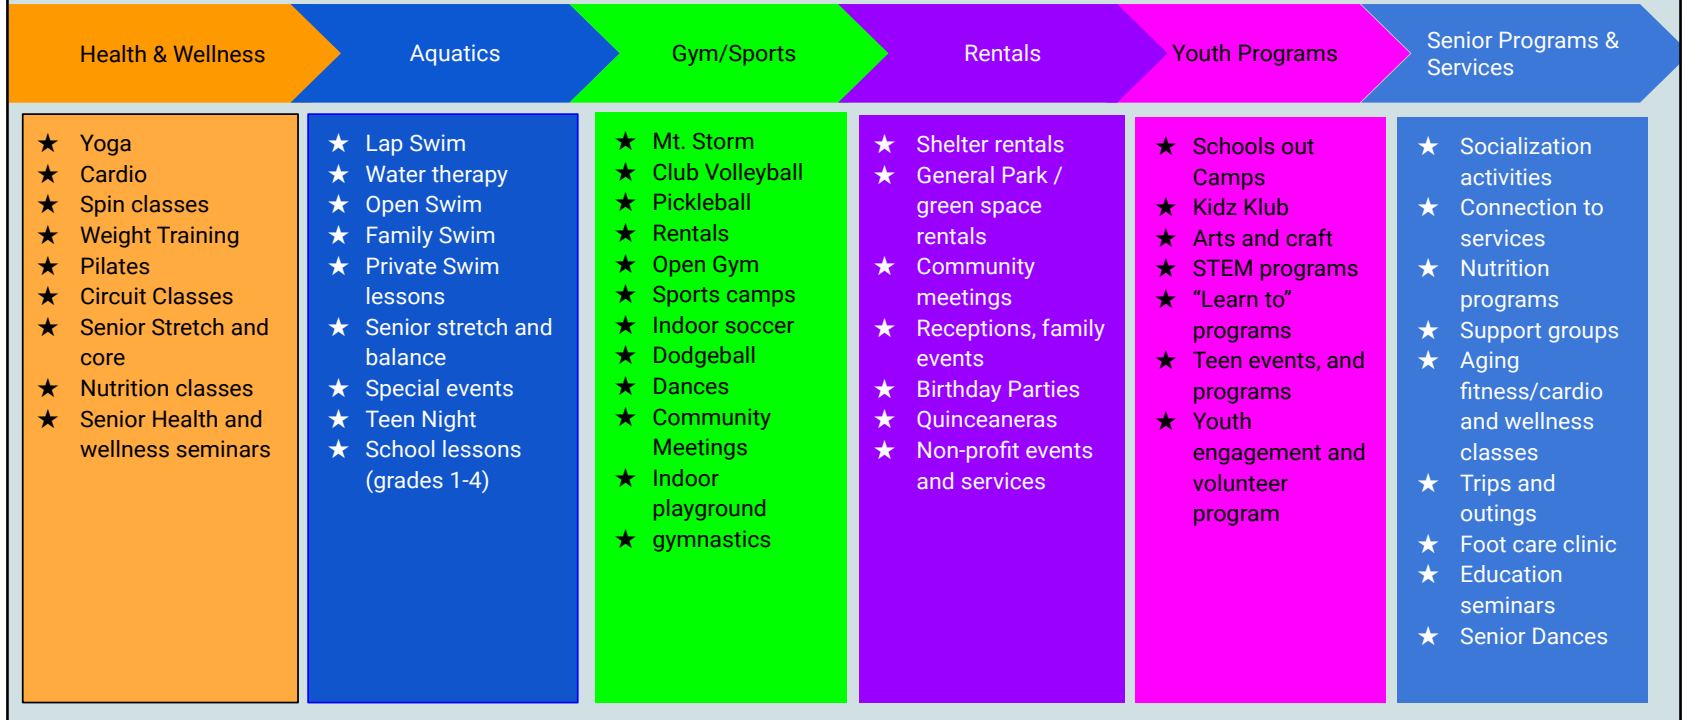 Health & Wellness
Aquatics
Gym/Sports
Rentals
Youth Programs
Senior Programs &
Services
★ Yoga
★ Cardio
★ Spin classes
★ Weight Training
★ Pilates
★ Circuit Classes
★ Senior Stretch and
core
★ Nutrition classes
★ Senior Health and
wellness seminars
★ Lap Swim
★ Water therapy
★ Open Swim
★ Family Swim
★ Private Swim
lessons
★ Senior stretch and
balance
★ Special events
★ Teen Night
★ School lessons
(grades 1-4)
★ Mt. Storm
★ Club Volleyball
★ Pickleball
★ Rentals
★ Open Gym
★ Sports camps
★ Indoor soccer
★ Dodgeball
★ Dances
★ Community
Meetings
★ Indoor
playground
★ gymnastics
★ Shelter rentals
★ General Park /
green space
rentals
★ Community
meetings
★ Receptions, family
events
★ Birthday Parties
★ Quinceaneras
★ Non-profit events
and services
★ Schools out
Camps
★ Kidz Klub
★ Arts and craft
★ STEM programs
★ “Learn to”
programs
★ Teen events, and
programs
★ Youth
engagement and
volunteer
program
★ Socialization
activities
★ Connection to
services
★ Nutrition
programs
★ Support groups
★ Aging
fitness/cardio
and wellness
classes
★ Trips and
outings
★ Foot care clinic
★ Education
seminars
★ Senior Dances